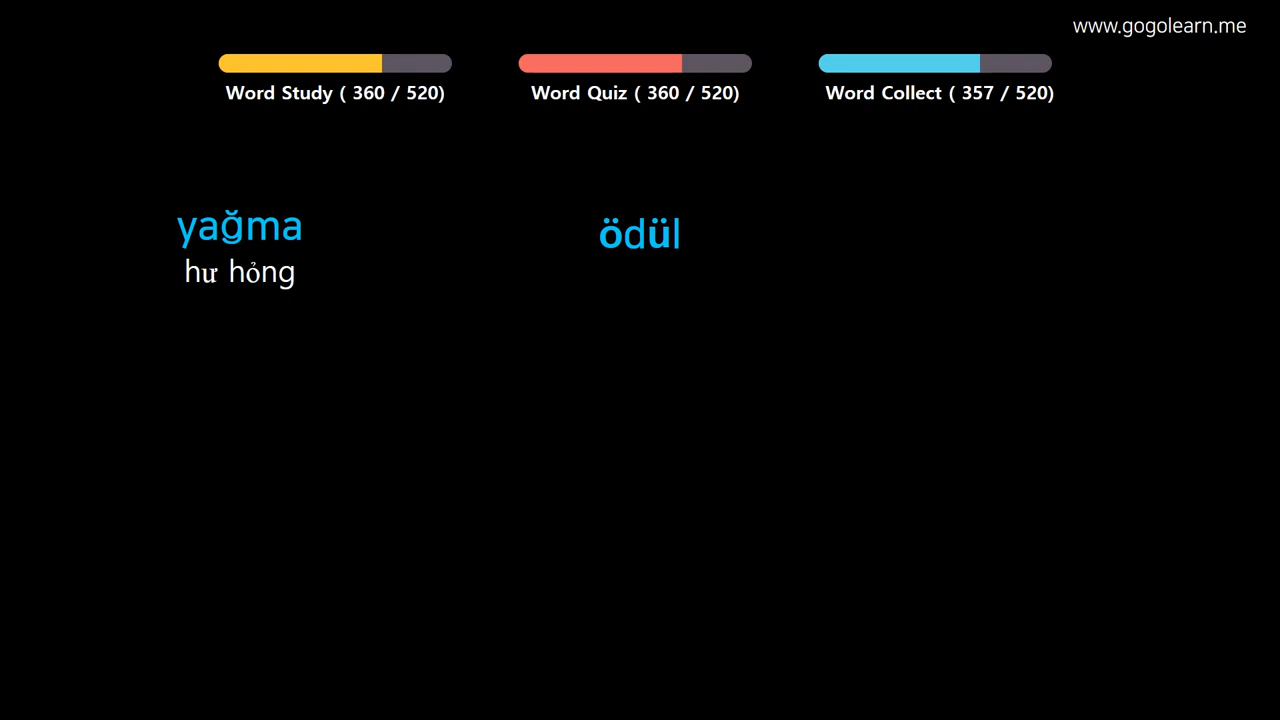 www.gogolearn.me
Word Study ( 360 / 520)
Word Quiz ( 360 / 520)
Word Collect ( 357 / 520)
yağma
hư hỏng
ödül